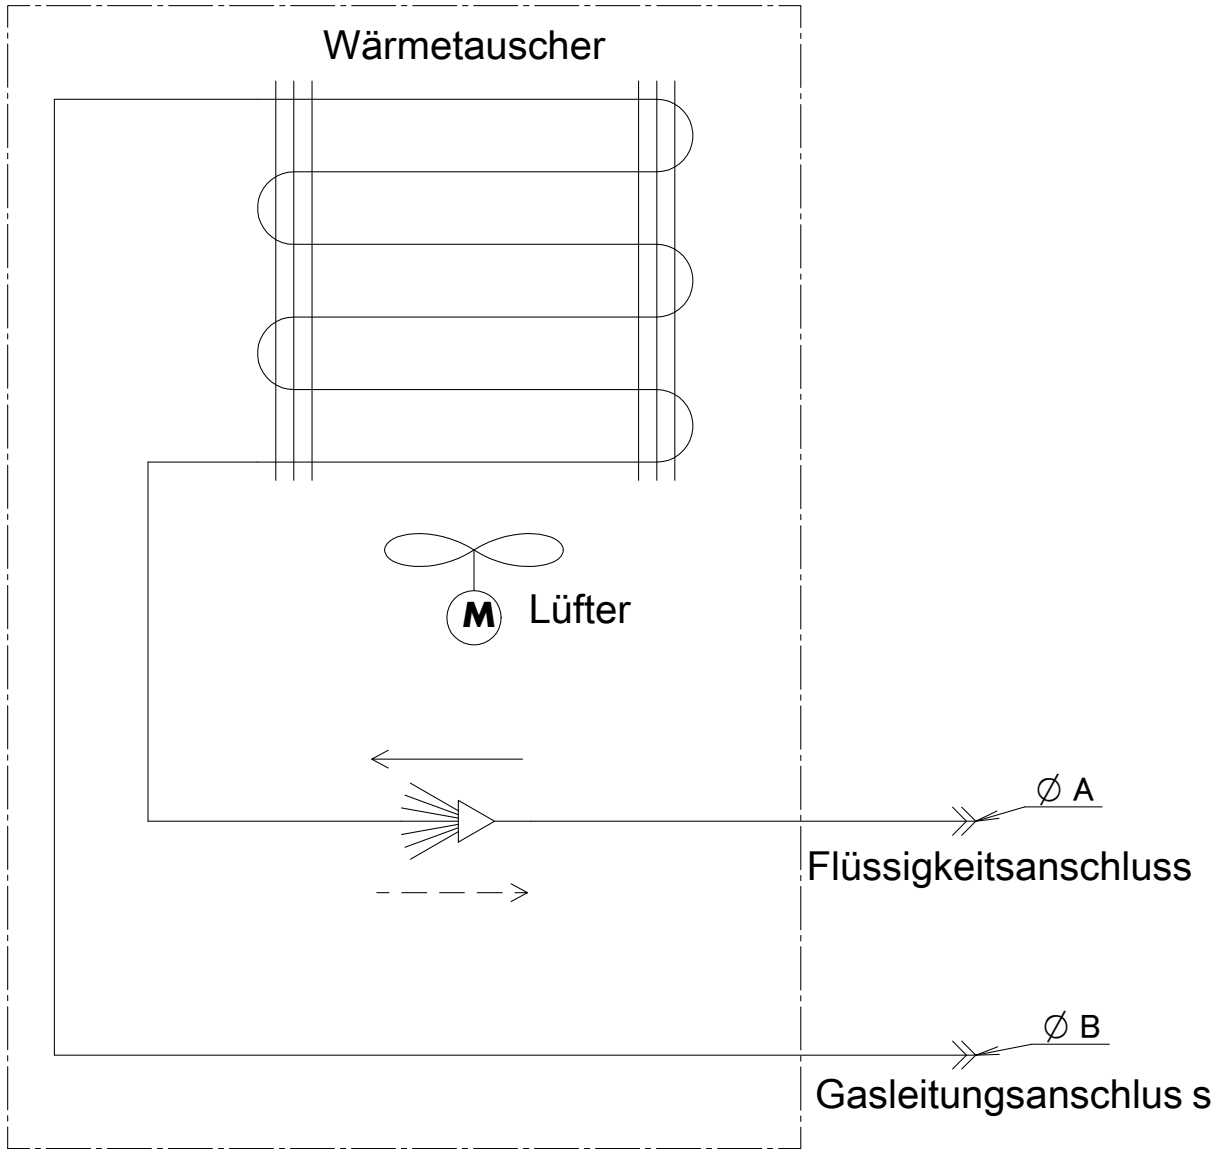 Wärmetauscher
M Lüfter
∅ A
Flüssigkeitsanschluss
∅ B
Gasleitungsanschlus s